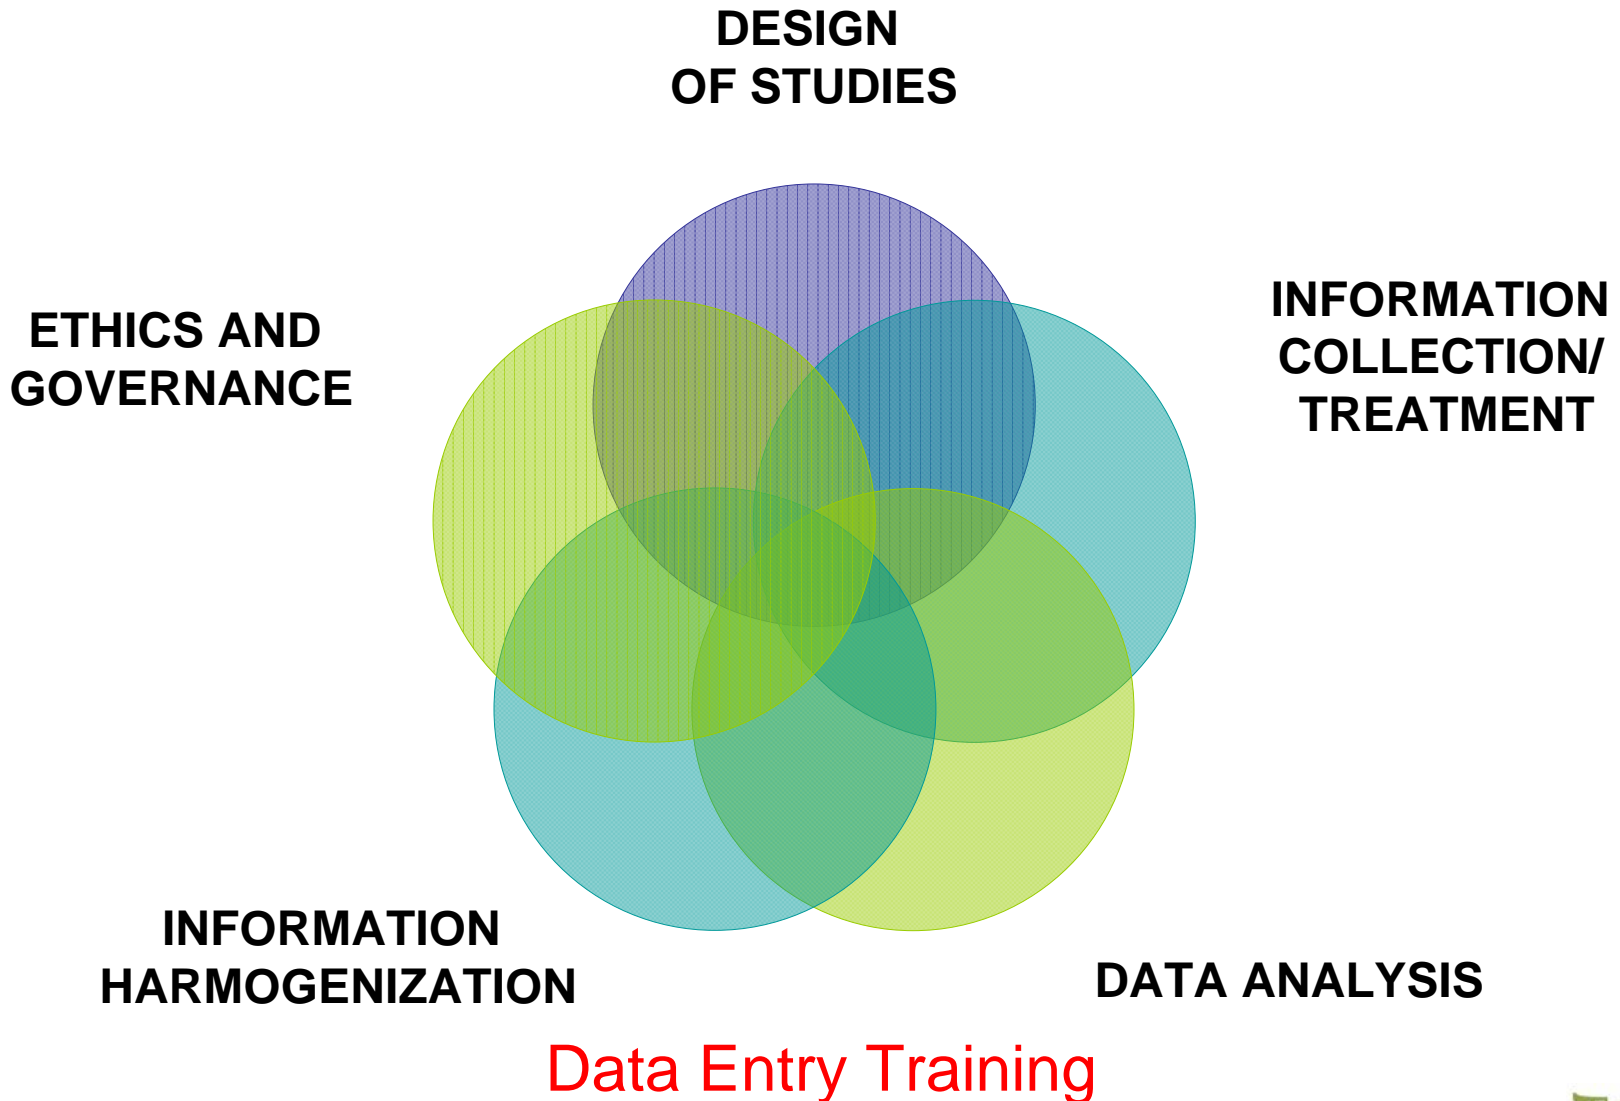 DESIGN
OF STUDIES
INFORMATION
COLLECTION/
TREATMENT
ETHICS AND
GOVERNANCE
INFORMATION
HARMOGENIZATION
DATA ANALYSIS
Data Entry Training